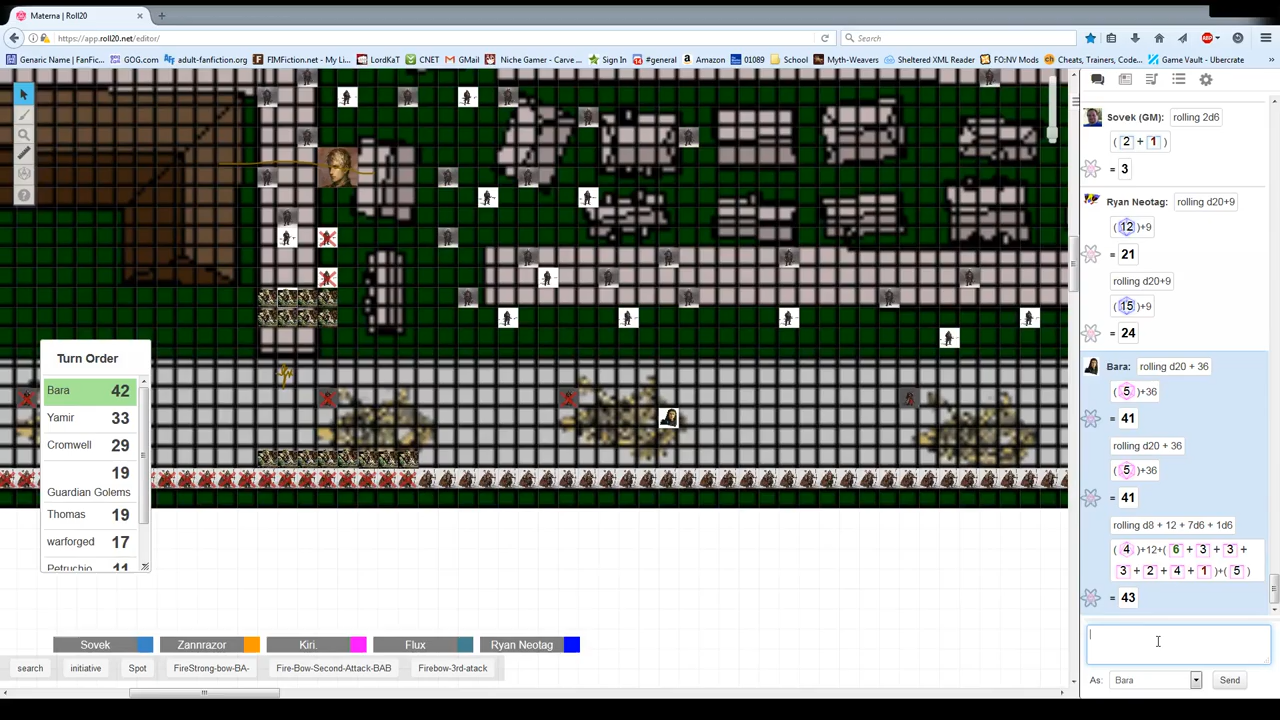 Materna | Roll20
https://app.roll20.net/editor/
Search
Generic Name | FanFic...
GOG.com
adult-fanfiction.org
FIMFiction.net - My L...
LordKaT
CNET
GMail
Niche Gamer - Carve ...
Sign In
#general
Amazon
01089
School
Myth-Weavers
Sheltered XML Reader
FO:NV Mods
Cheats, Trainers, Code...
Game Vault - Ubercrate
Sovek (GM): rolling 2d6
( 2 + 1 )
= 3
Ryan Neotag: rolling d20+9
(12)+9
= 21
rolling d20+9
(15)+9
= 24
Bara: rolling d20 + 36
(5)+36
= 41
rolling d20 + 36
(5)+36
= 41
rolling d8 + 12 + 7d6 + 1d6
(4)+12+( 6 + 3 + 3 +
3 + 2 + 4 + 1 )+( 5 )
= 43
As: Bara
Send
Turn Order
Bara 42
Yamir 33
Cromwell 29
19
Guardian Golems
Thomas 19
warforged 17
Petruchio 11
Sovek
Zannrazor
Kiri.
Flux
Ryan Neotag
search
initiative
Spot
FireStrong-bow-BA-
Fire-Bow-Second-Attack-BAB
Firebow-3rd-atack